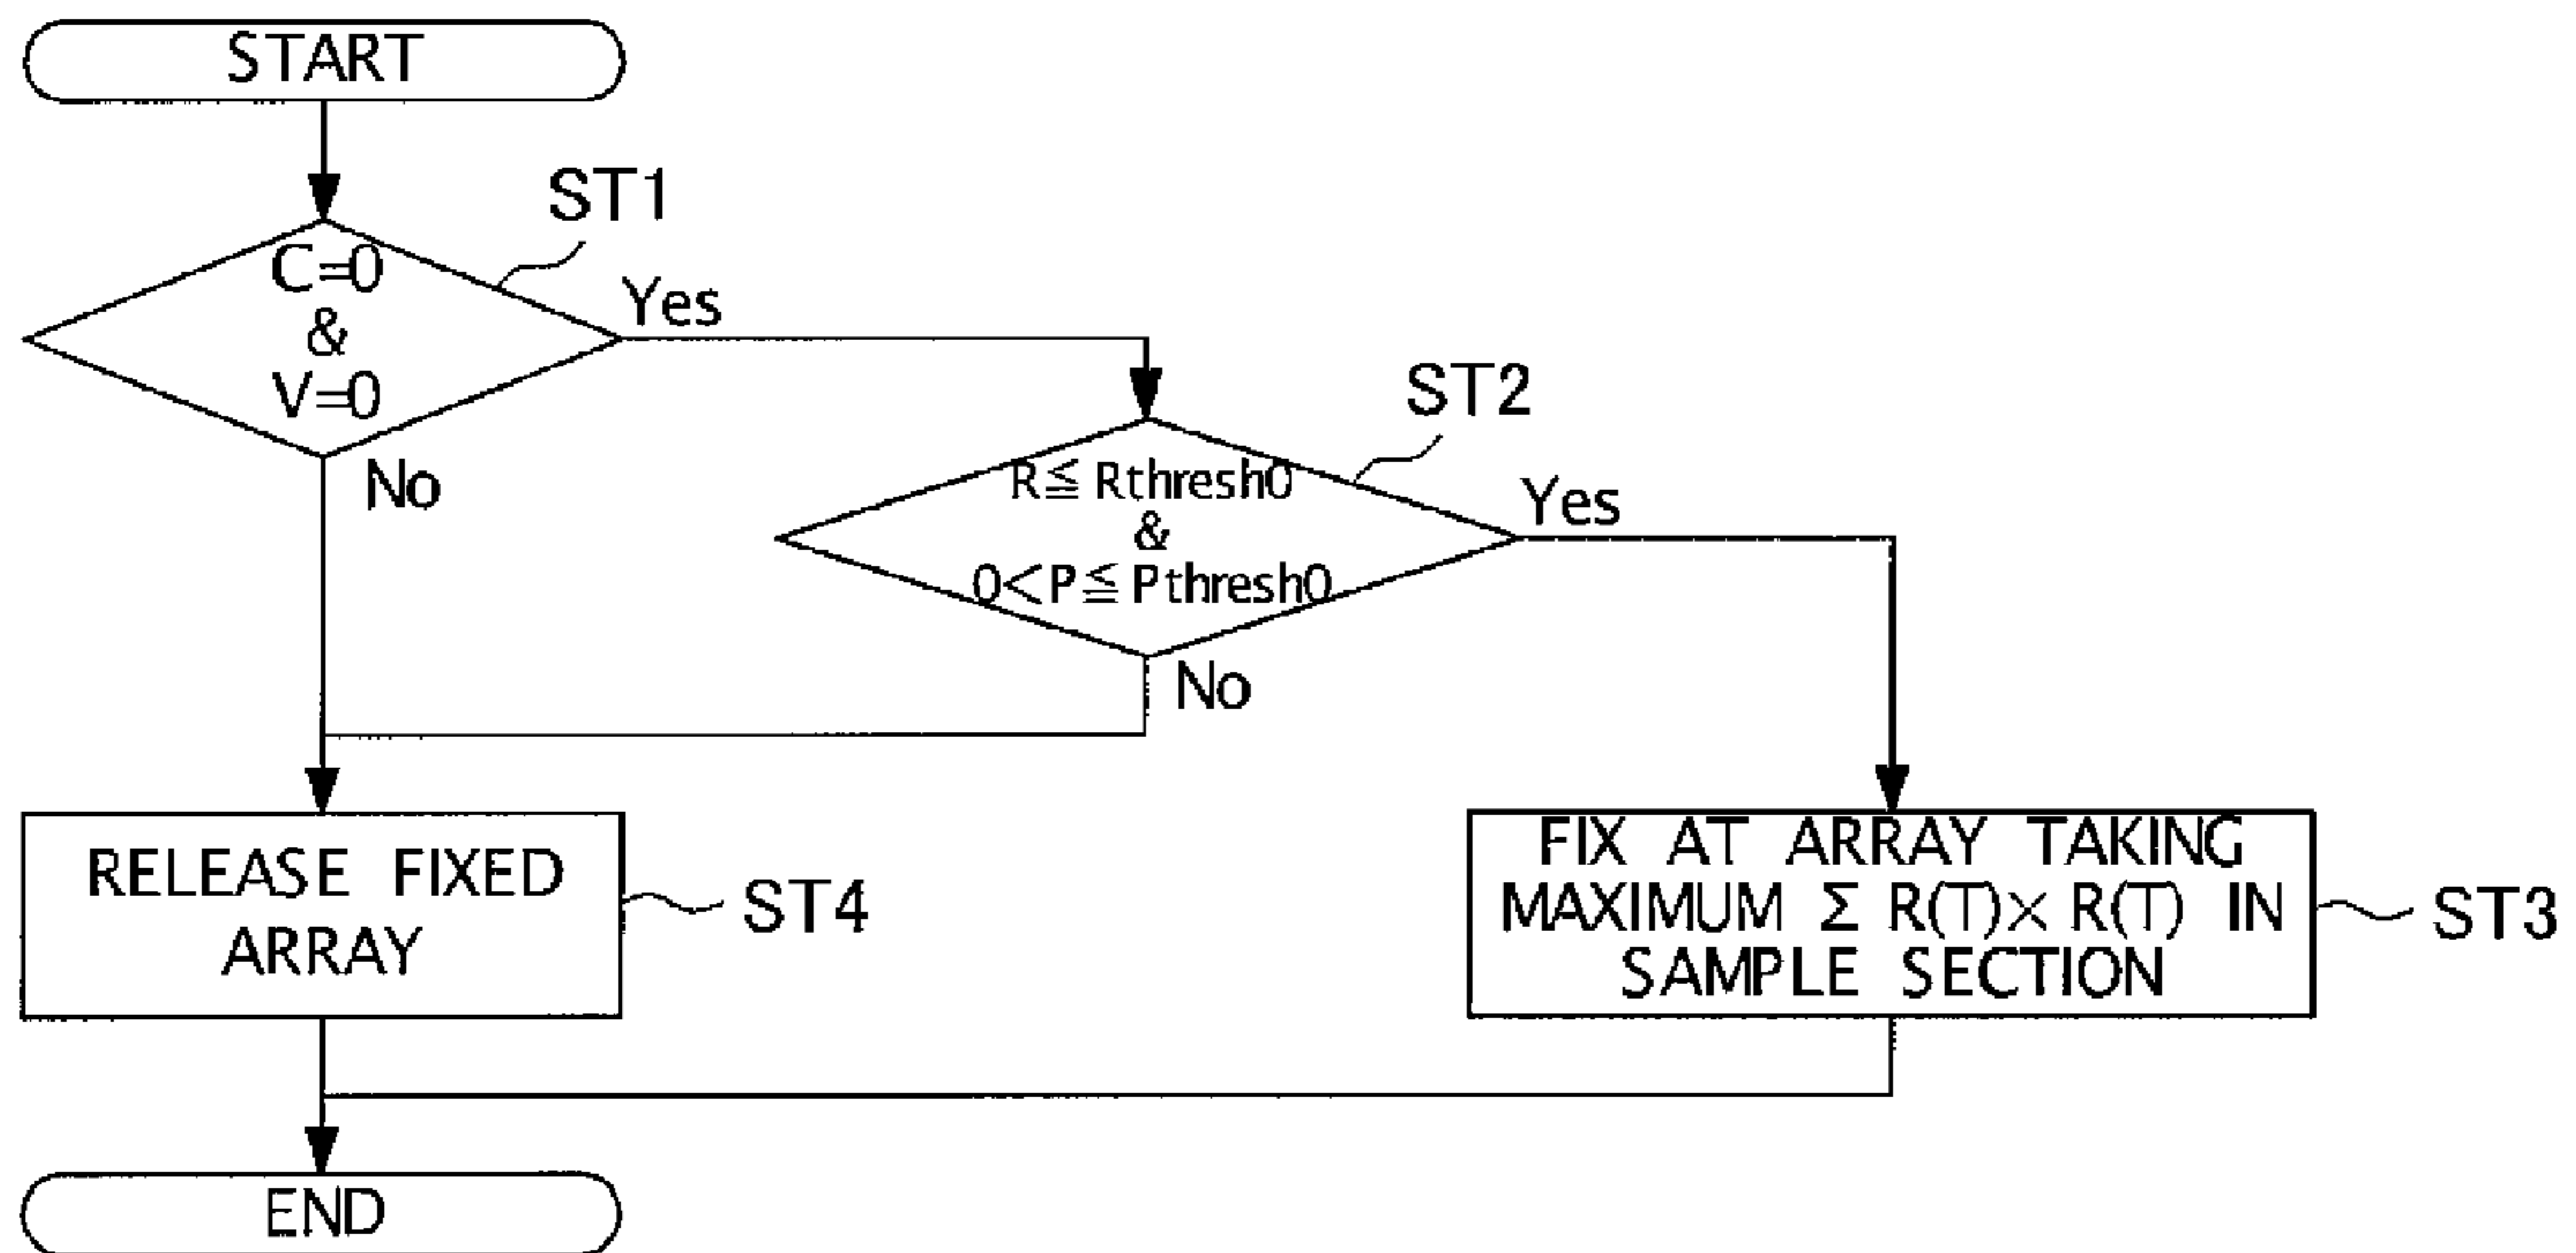 START
ST1
C=0
&
V=0
Yes
No
ST2
R≦Rthresh0
&
0<P≦Pthresh0
Yes
No
RELEASE FIXED
ARRAY
ST4
FIX AT ARRAY TAKING
MAXIMUM Σ R(T)× R(T) IN
SAMPLE SECTION
ST3
END